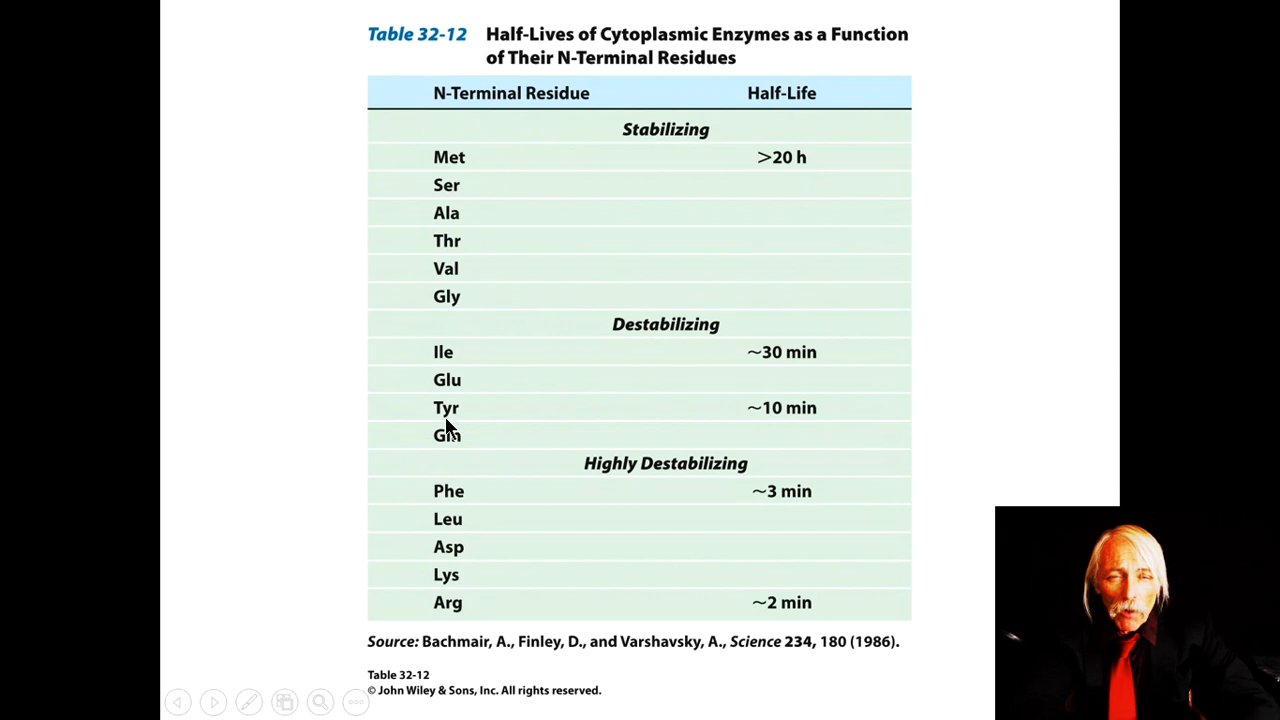 Table 32-12 Half-Lives of Cytoplasmic Enzymes as a Function
of Their N-Terminal Residues
N-Terminal Residue Half-Life
Stabilizing
Met >20 h
Ser
Ala
Thr
Val
Gly
Destabilizing
Ile ~30 min
Glu
Tyr ~10 min
Gln
Highly Destabilizing
Phe ~3 min
Leu
Asp
Lys
Arg ~2 min
Source: Bachmair, A., Finley, D., and Varshavsky, A., Science 234, 180 (1986).
Table 32-12
© John Wiley & Sons, Inc. All rights reserved.